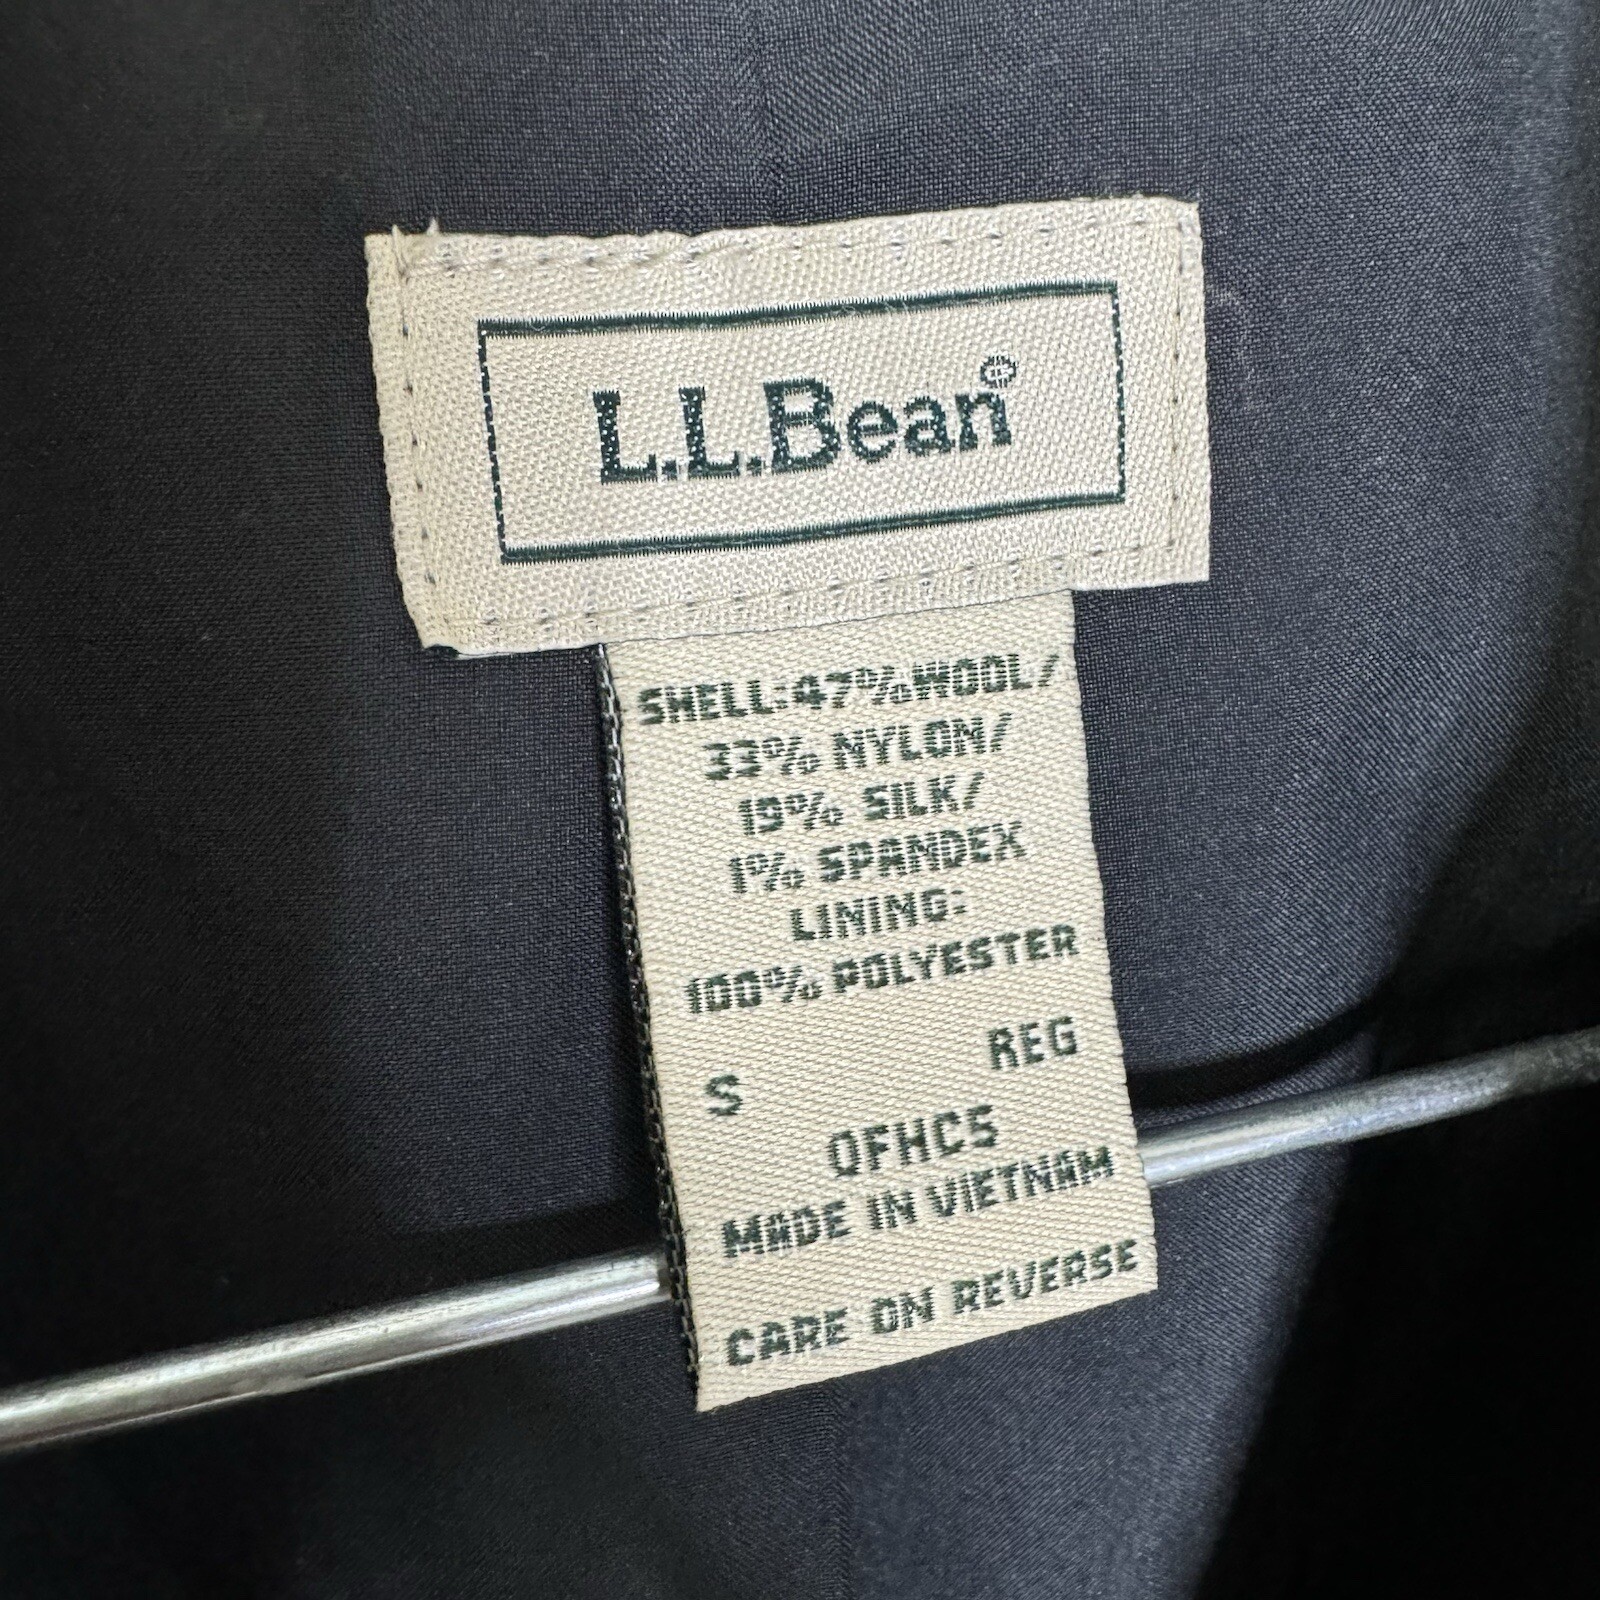 L.L.Bean®
SHELL:47%WOOL/
33% NYLON/
19% SILK/
1% SPANDEX
LINING:
100% POLYESTER
REG
S
0FHC5
MADE IN VIETNAM
CARE ON REVERSE